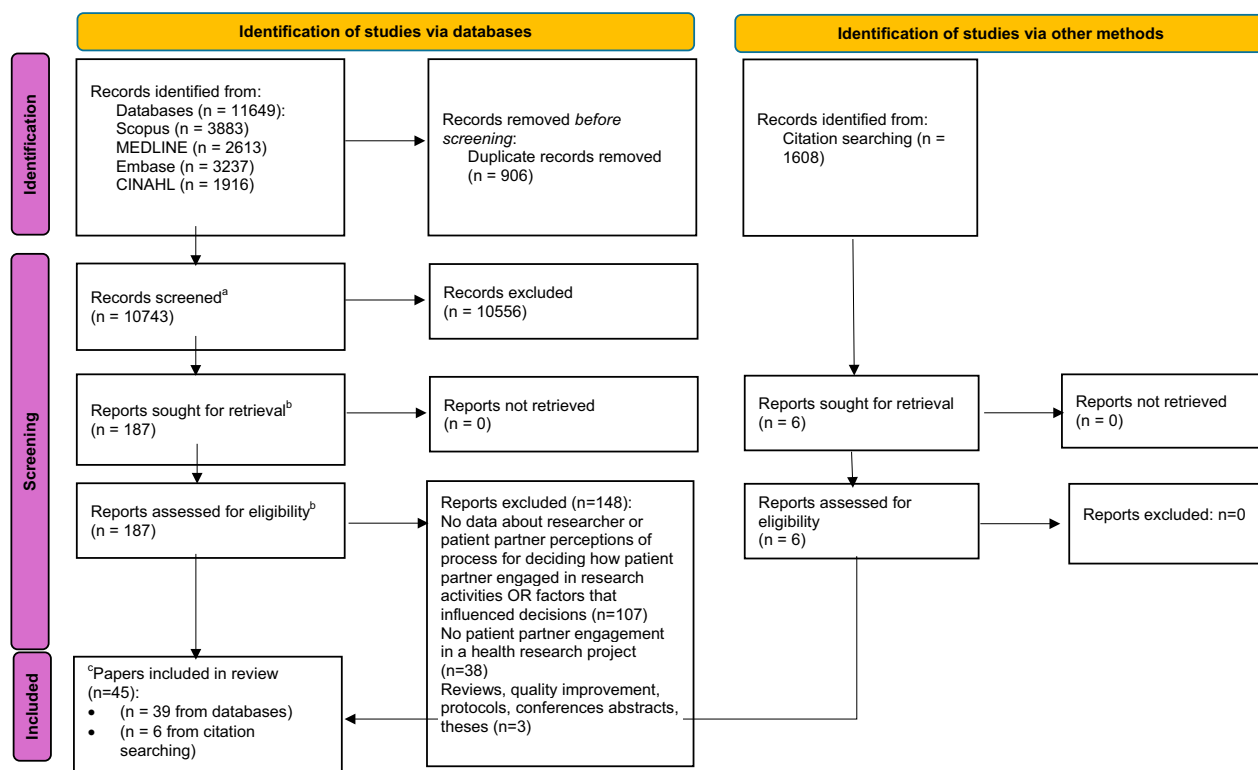 Identification of studies via databases
Identification of studies via other methods
Identification
Records identified from:
Databases (n = 11649):
Scopus (n = 3883)
MEDLINE (n = 2613)
Embase (n = 3237)
CINAHL (n = 1916)
Records removed before
screening:
Duplicate records removed
(n = 906)
Records identified from:
Citation searching (n =
1608)
Screening
Records screenedᵃ
(n = 10743)
Records excluded
(n = 10556)
Reports sought for retrievalᵇ
(n = 187)
Reports not retrieved
(n = 0)
Reports sought for retrieval
(n = 6)
Reports not retrieved
(n = 0)
Reports assessed for eligibilityᵇ
(n = 187)
Reports excluded (n=148):
No data about researcher or
patient partner perceptions of
process for deciding how patient
partner engaged in research
activities OR factors that
influenced decisions (n=107)
No patient partner engagement
in a health research project
(n=38)
Reviews, quality improvement,
protocols, conferences abstracts,
theses (n=3)
Reports assessed for
eligibility
(n = 6)
Reports excluded: n=0
Included
ᶜPapers included in review
(n=45):
• (n = 39 from databases)
• (n = 6 from citation
searching)